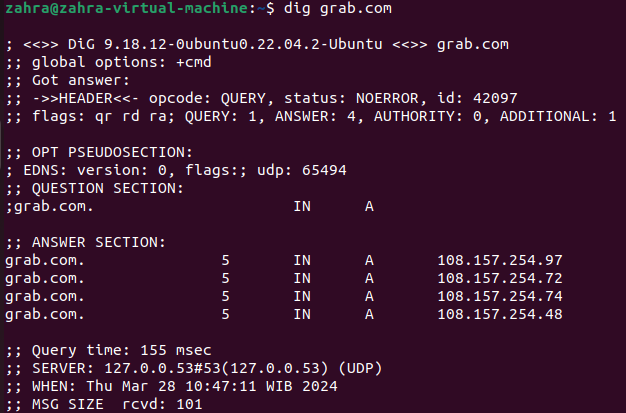 zahra@zahra-virtual-machine:~$ dig grab.com
; <<>> DiG 9.18.12-0ubuntu0.22.04.2-Ubuntu <<>> grab.com
;; global options: +cmd
;; Got answer:
;; ->>HEADER<<- opcode: QUERY, status: NOERROR, id: 42097
;; flags: qr rd ra; QUERY: 1, ANSWER: 4, AUTHORITY: 0, ADDITIONAL: 1
;; OPT PSEUDOSECTION:
; EDNS: version: 0, flags:; udp: 65494
;; QUESTION SECTION:
;grab.com. IN A
;; ANSWER SECTION:
grab.com. 5 IN A 108.157.254.97
grab.com. 5 IN A 108.157.254.72
grab.com. 5 IN A 108.157.254.74
grab.com. 5 IN A 108.157.254.48
;; Query time: 155 msec
;; SERVER: 127.0.0.53#53(127.0.0.53) (UDP)
;; WHEN: Thu Mar 28 10:47:11 WIB 2024
;; MSG SIZE rcvd: 101